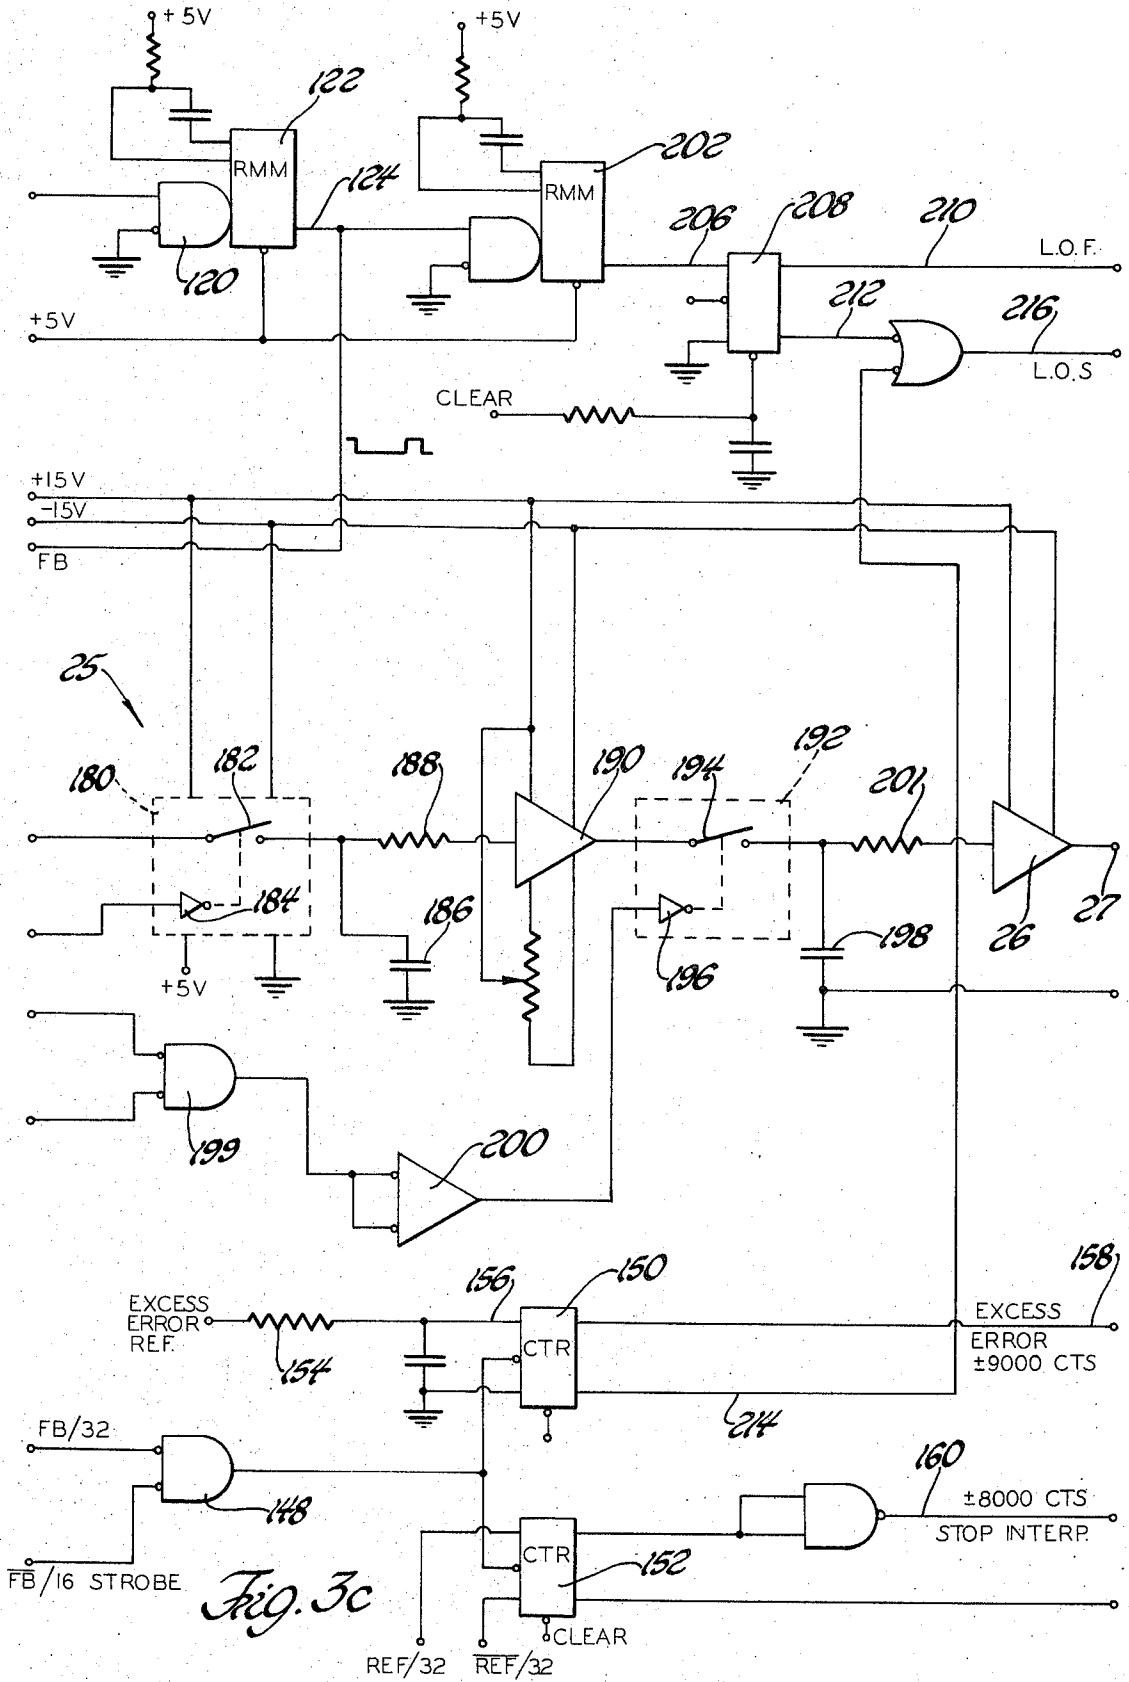 +5V
+5V
122
RMM
202
RMM
124
120
206
208
210
L.O.F.
+5V
212
216
L.O.S
CLEAR
+15V
-15V
FB
25
180
182
188
190
192
194
201
184
186
196
198
26
27
+5V
199
200
EXCESS
ERROR
REF.
154
156
150
CTR
158
EXCESS
ERROR
±9000 CTS
214
FB/32
148
F̅B̅/16 STROBE
160
±8000 CTS
STOP INTERP.
CTR
152
CLEAR
REF/32
R̅E̅F̅/32
Fig. 3c